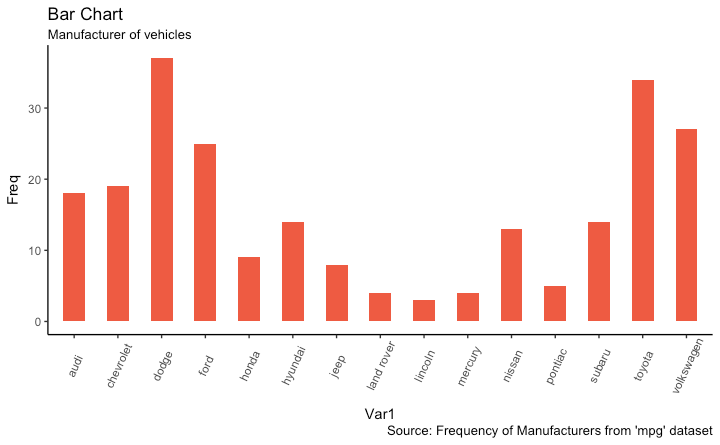 Bar Chart
Manufacturer of vehicles
Freq
30
20
10
0
audi
chevrolet
dodge
ford
honda
hyundai
jeep
land rover
lincoln
mercury
nissan
pontiac
subaru
toyota
volkswagen
Var1
Source: Frequency of Manufacturers from 'mpg' dataset